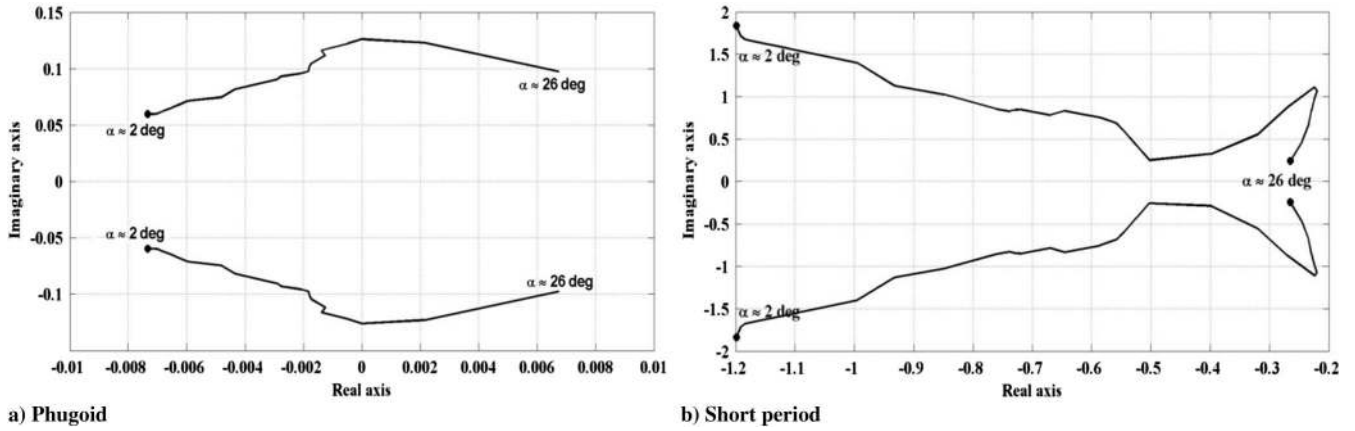 0.15
0.1
0.05
0
-0.05
-0.1
Imaginary axis
α ≈ 2 deg
α ≈ 26 deg
α ≈ 2 deg
α ≈ 26 deg
-0.01 -0.008 -0.006 -0.004 -0.002 0 0.002 0.004 0.006 0.008 0.01
Real axis
a) Phugoid
2
1.5
1
0.5
0
-0.5
-1
-1.5
-2
Imaginary axis
α ≈ 2 deg
α ≈ 26 deg
α ≈ 2 deg
-1.2 -1.1 -1 -0.9 -0.8 -0.7 -0.6 -0.5 -0.4 -0.3 -0.2
Real axis
b) Short period